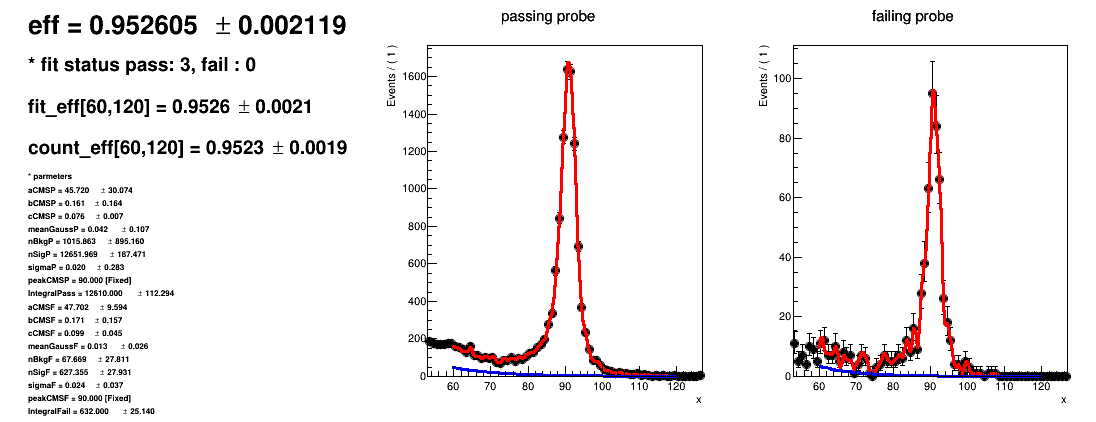 eff = 0.952605 ± 0.002119
* fit status pass: 3, fail : 0
fit_eff[60,120] = 0.9526 ± 0.0021
count_eff[60,120] = 0.9523 ± 0.0019
* parmeters
aCMSP = 45.720 ± 30.074
bCMSP = 0.161 ± 0.164
cCMSP = 0.076 ± 0.007
meanGaussP = 0.042 ± 0.107
nBkgP = 1015.863 ± 895.160
nSigP = 12651.969 ± 187.471
sigmaP = 0.020 ± 0.283
peakCMSP = 90.000 [Fixed]
IntegralPass = 12610.000 ± 112.294
aCMSF = 47.702 ± 9.594
bCMSF = 0.171 ± 0.157
cCMSF = 0.099 ± 0.045
meanGaussF = 0.013 ± 0.026
nBkgF = 67.669 ± 27.811
nSigF = 627.355 ± 27.931
sigmaF = 0.024 ± 0.037
peakCMSF = 90.000 [Fixed]
IntegralFail = 632.000 ± 25.140
passing probe
Events / ( 1 )
1600
1400
1200
1000
800
600
400
200
0
60 70 80 90 100 110 120
x
failing probe
Events / ( 1 )
100
80
60
40
20
0
60 70 80 90 100 110 120
x